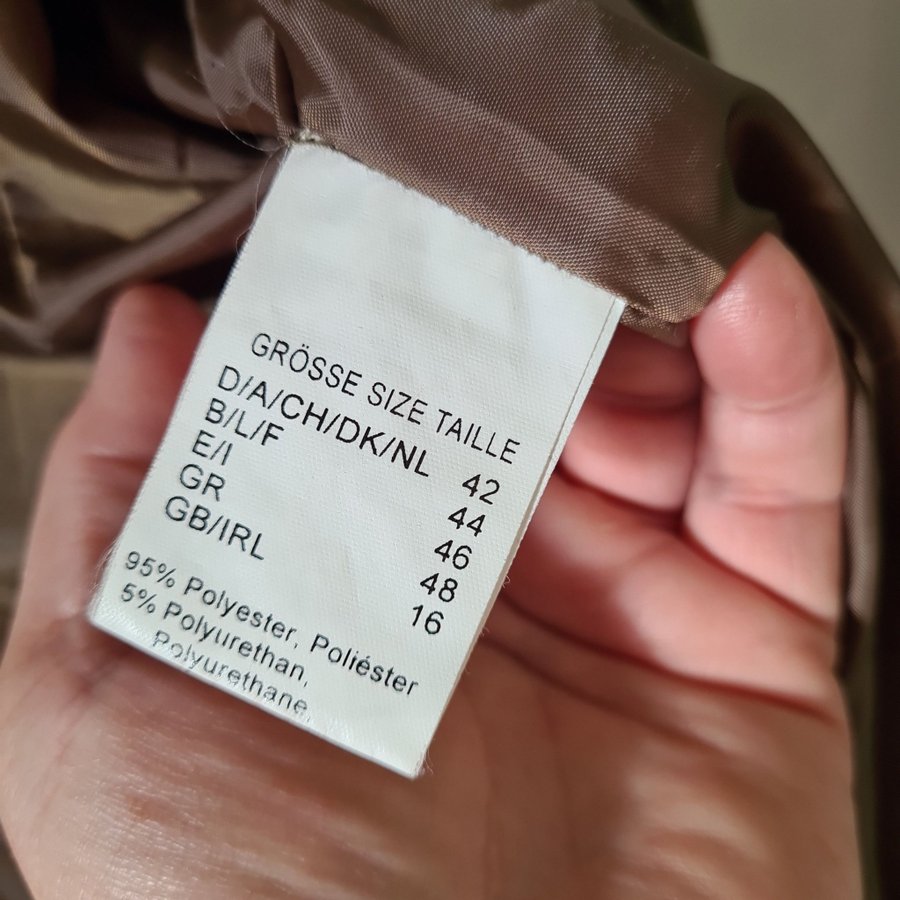 GRÖSSE SIZE TAILLE
D/A/CH/DK/NL 42
B/L/F 44
E/I 46
GR 48
GB/IRL 16
95% Polyester, Poliéster
5% Polyurethan,
Polyurethane,